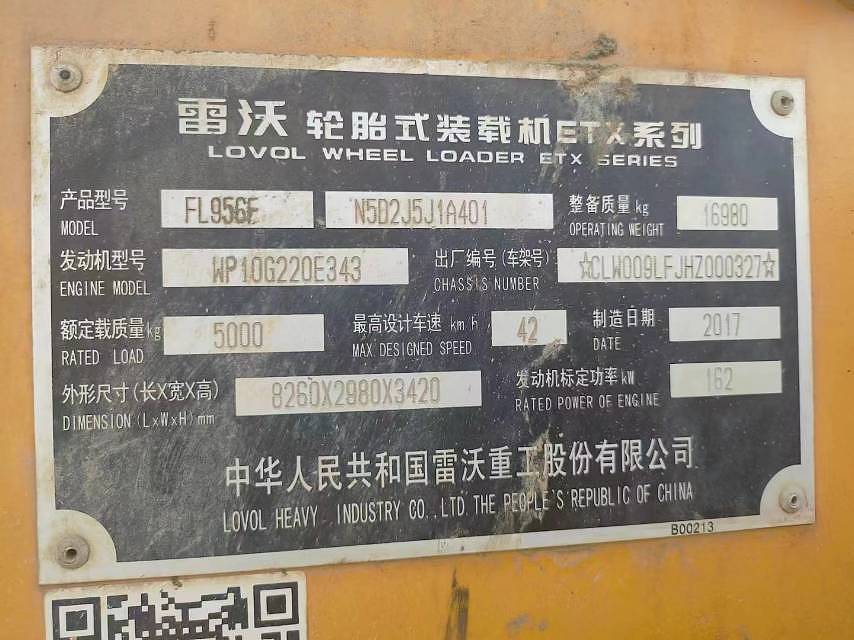 雷沃 轮胎式装载机ETX系列
LOVOL WHEEL LOADER ETX SERIES
产品型号 FL956F N5D2J5J1A401 整备质量 kg 16980
MODEL OPERATING WEIGHT
发动机型号 WP10G220E343 出厂编号(车架号) ☆CLW009LFJHZ000327☆
ENGINE MODEL CHASSIS NUMBER
额定载质量kg 5000 最高设计车速 km h 42 制造日期 2017
RATED LOAD MAX DESIGNED SPEED DATE
外形尺寸(长X宽X高) 8260X2980X3420 发动机标定功率kW 162
DIMENSION(LxWxH)mm RATED POWER OF ENGINE
中华人民共和国雷沃重工股份有限公司
LOVOL HEAVY INDUSTRY CO.,LTD THE PEOPLE'S REPUBLIC OF CHINA
B00213